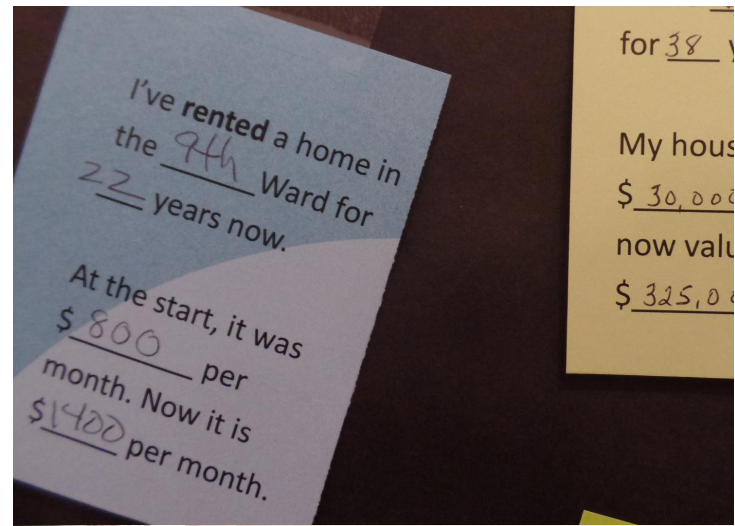 I've rented a home in
the 9th Ward for
22 years now.
At the start, it was
$ 800 per
month. Now it is
$1400 per month.
for 38
My hous
$ 30,000
now valu
$ 325,00